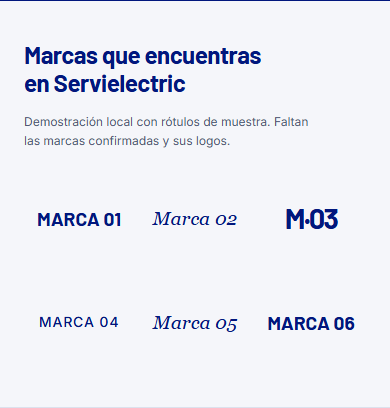 Marcas que encuentras
en Servielectric
Demostración local con rótulos de muestra. Faltan
las marcas confirmadas y sus logos.
MARCA 01 Marca 02 M·03
MARCA 04 Marca 05 MARCA 06